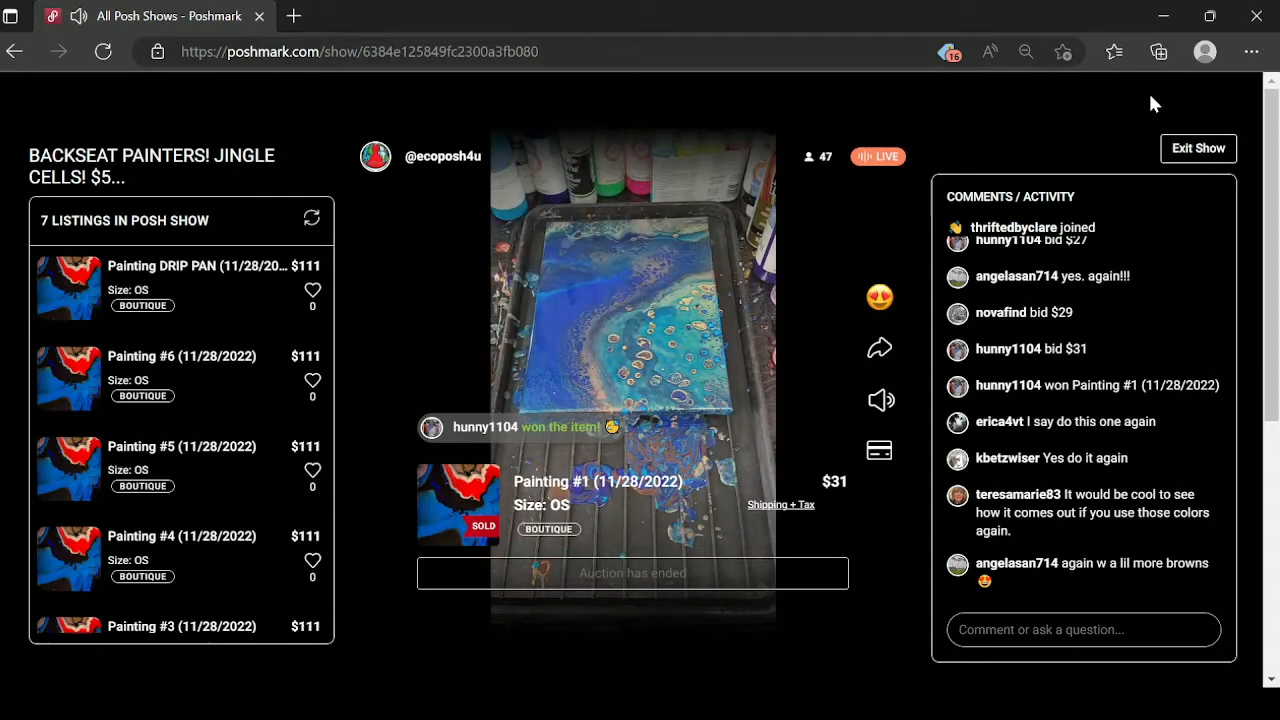 All Posh Shows - Poshmark
https://poshmark.com/show/6384e125849fc2300a3fb080
16
BACKSEAT PAINTERS! JINGLE
CELLS! $5...
7 LISTINGS IN POSH SHOW
Painting DRIP PAN (11/28/20... $111
Size: OS
BOUTIQUE
0
Painting #6 (11/28/2022) $111
Size: OS
BOUTIQUE
0
Painting #5 (11/28/2022) $111
Size: OS
BOUTIQUE
0
Painting #4 (11/28/2022) $111
Size: OS
BOUTIQUE
0
Painting #3 (11/28/2022) $111
@ecoposh4u
47
LIVE
hunny1104 won the item!
Painting #1 (11/28/2022) $31
Size: OS
Shipping + Tax
SOLD
BOUTIQUE
Auction has ended
Exit Show
COMMENTS / ACTIVITY
thriftedbyclare joined
hunny1104 bid $27
angelasan714 yes. again!!!
novafind bid $29
hunny1104 bid $31
hunny1104 won Painting #1 (11/28/2022)
erica4vt I say do this one again
kbetzwiser Yes do it again
teresamarie83 It would be cool to see
how it comes out if you use those colors
again.
angelasan714 again w a lil more browns
😍
Comment or ask a question...